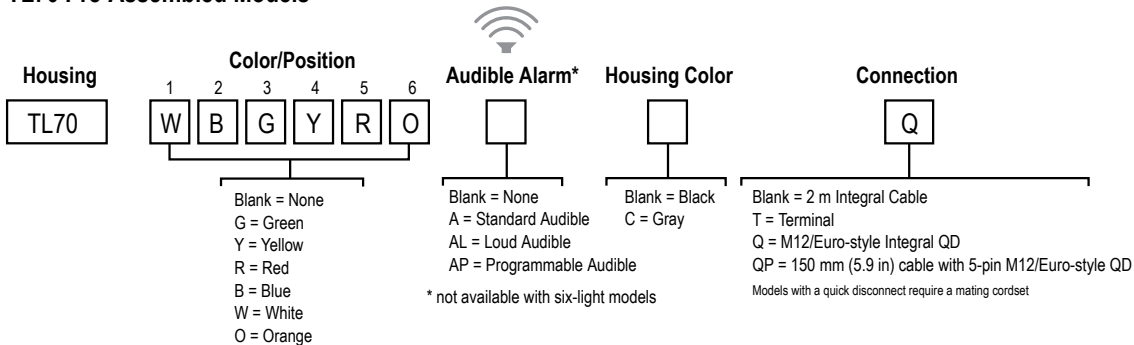 Housing
TL70
Color/Position
1 2 3 4 5 6
W B G Y R O
Blank = None
G = Green
Y = Yellow
R = Red
B = Blue
W = White
O = Orange
Audible Alarm*
Blank = None
A = Standard Audible
AL = Loud Audible
AP = Programmable Audible
* not available with six-light models
Housing Color
Blank = Black
C = Gray
Connection
Q
Blank = 2 m Integral Cable
T = Terminal
Q = M12/Euro-style Integral QD
QP = 150 mm (5.9 in) cable with 5-pin M12/Euro-style QD
Models with a quick disconnect require a mating cordset